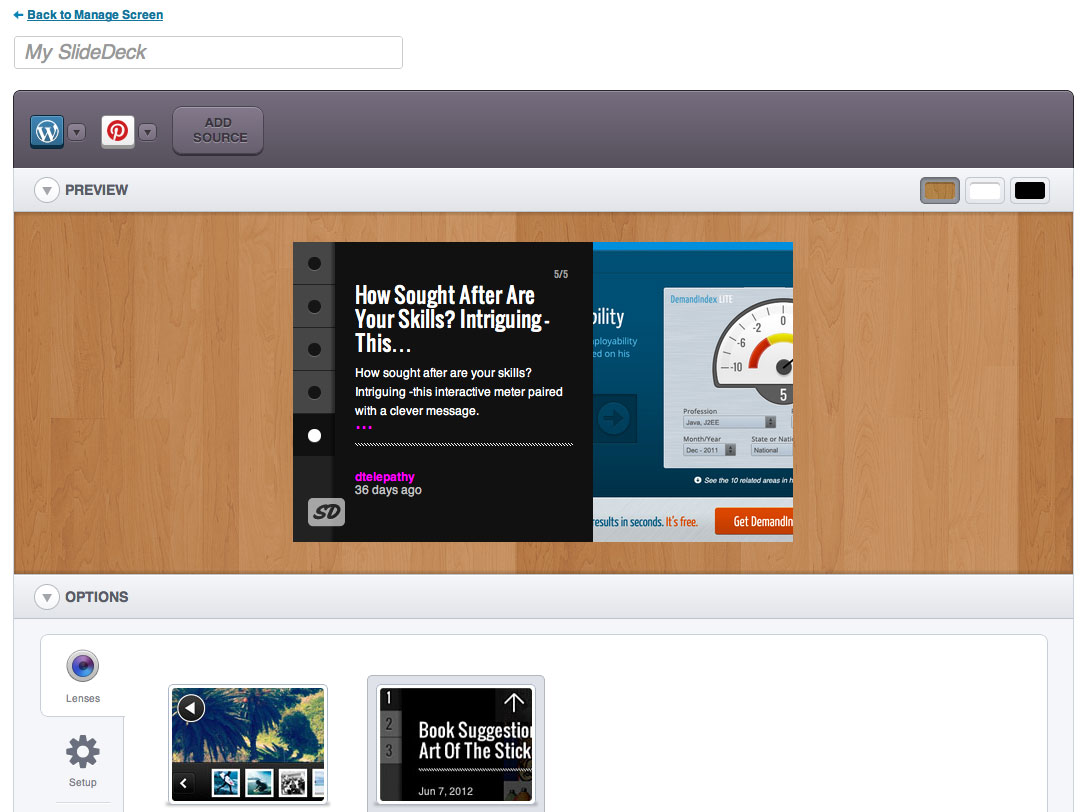 Back to Manage Screen
My SlideDeck
ADD
SOURCE
PREVIEW
5/5
How Sought After Are
Your Skills? Intriguing -
This...
How sought after are your skills?
Intriguing -this interactive meter paired
with a clever message.
...
dtelepathy
36 days ago
SD
bility
ployability
ed on his
DemandIndex LITE
0
-2
-6
-10
5
Profession
Java, J2EE
Month/Year
State or Nati
Dec - 2011
National
See the 10 related areas in h
results in seconds. It's free.
Get DemandIn
OPTIONS
Lenses
Setup
1
2
3
Book Suggestion
Art Of The Stick
Jun 7, 2012